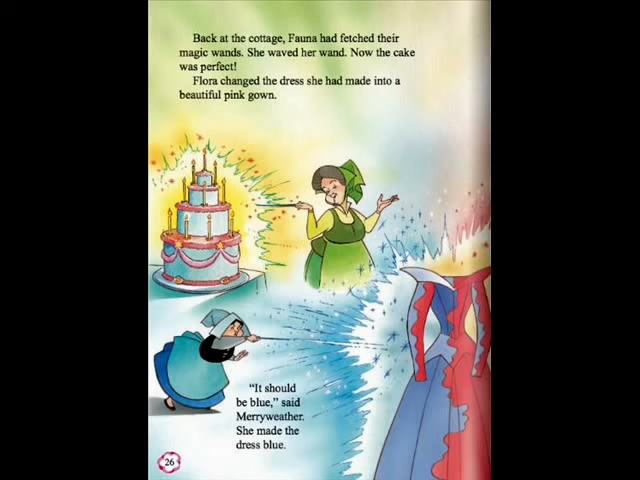 Back at the cottage, Fauna had fetched their
magic wands. She waved her wand. Now the cake
was perfect!
Flora changed the dress she had made into a
beautiful pink gown.
"It should
be blue," said
Merryweather.
She made the
dress blue.
26